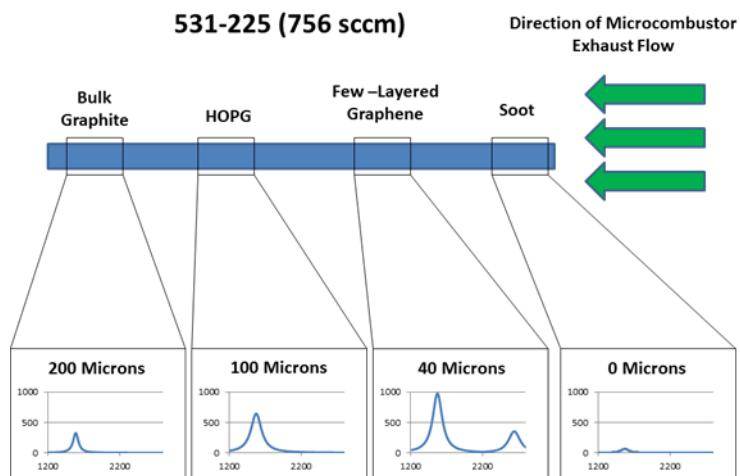 531-225 (756 sccm)
Direction of Microcombustor
Exhaust Flow
Bulk
Graphite
HOPG
Few –Layered
Graphene
Soot
200 Microns
1000
500
0
1200
2200
100 Microns
1000
500
0
1200
2200
40 Microns
1000
500
0
1200
2200
0 Microns
1000
500
0
1200
2200